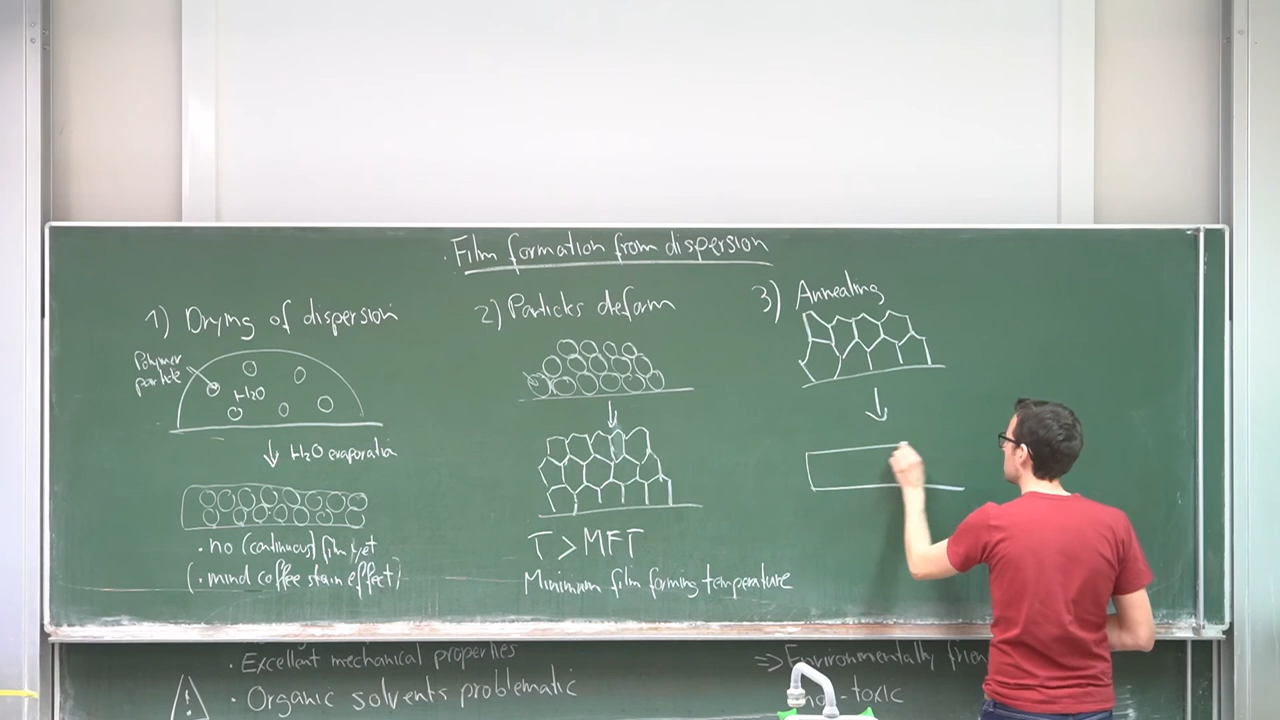 · Film formation from dispersion
1) Drying of dispersion
Polymer
particle
H2O
H2O evaporation
· no (continuous) film yet
(· mind coffee stain effect)
2) Particles deform
T > MFT
Minimum film forming temperature
3) Annealing
· Excellent mechanical properties
! · Organic solvents problematic
=> Environmentally
-toxic